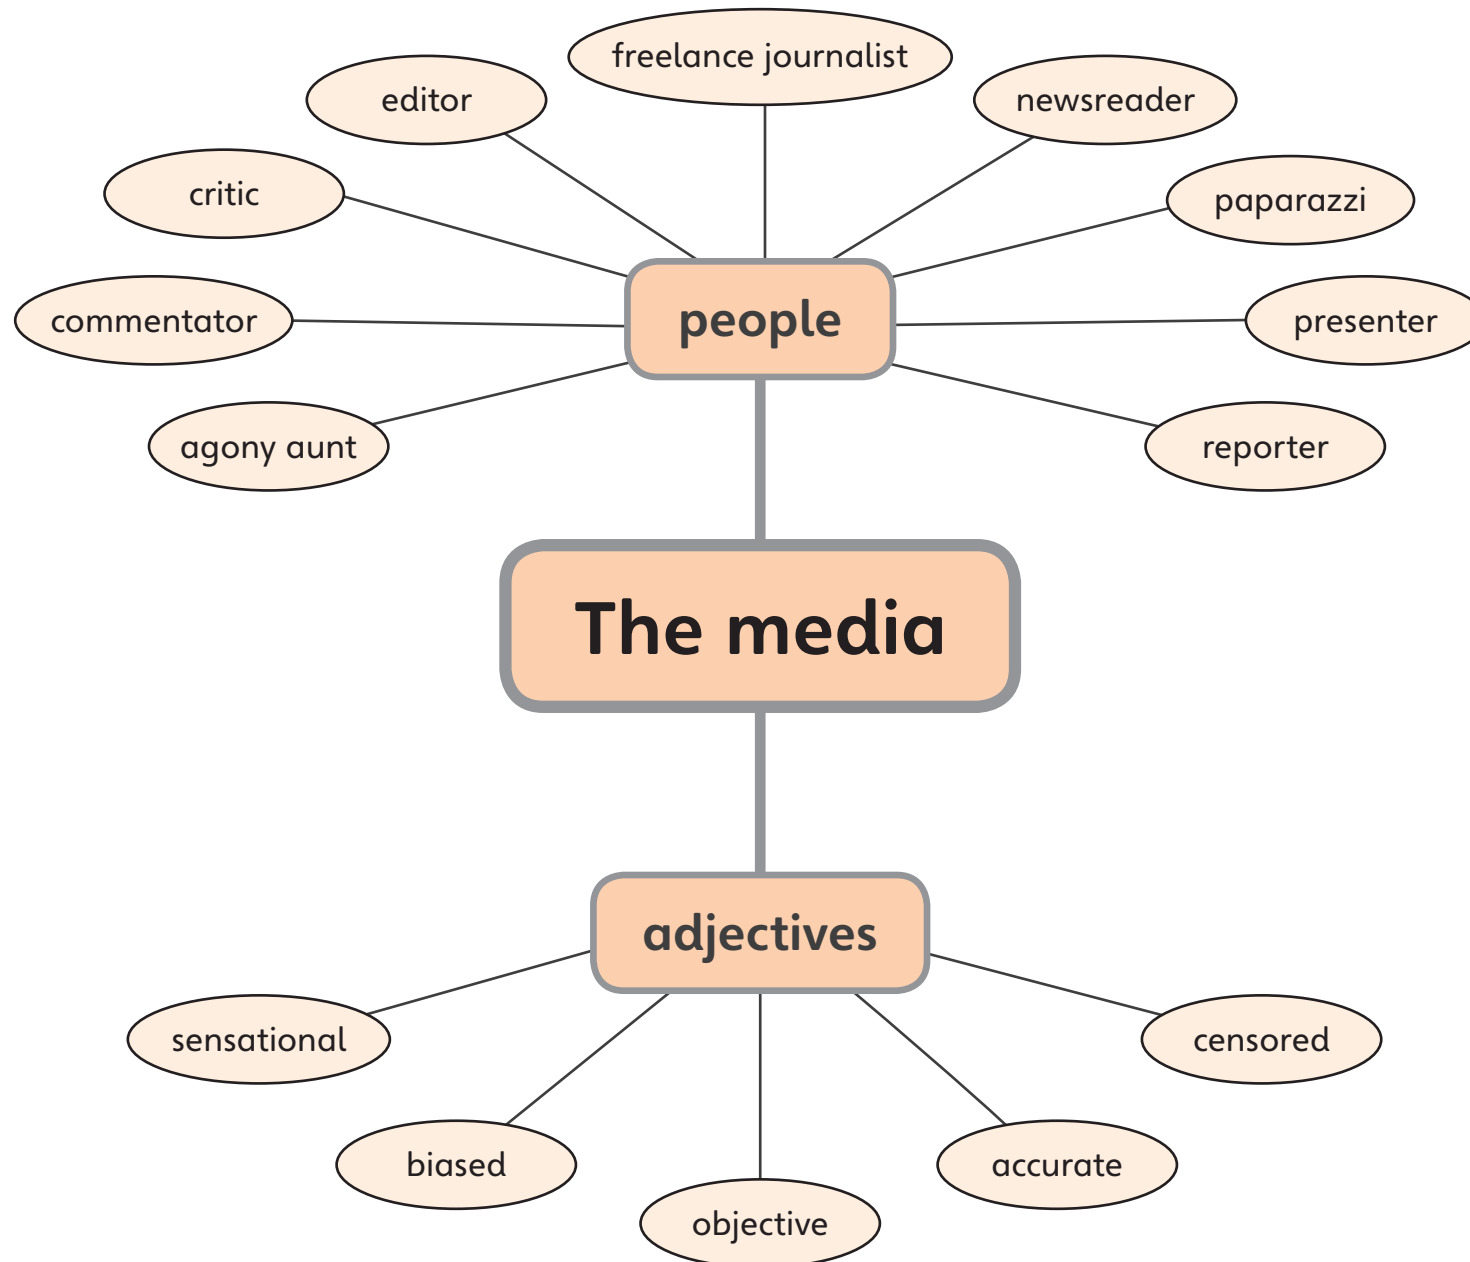 freelance journalist
editor
newsreader
critic
paparazzi
people
commentator
presenter
agony aunt
reporter
The media
adjectives
sensational
censored
biased
accurate
objective